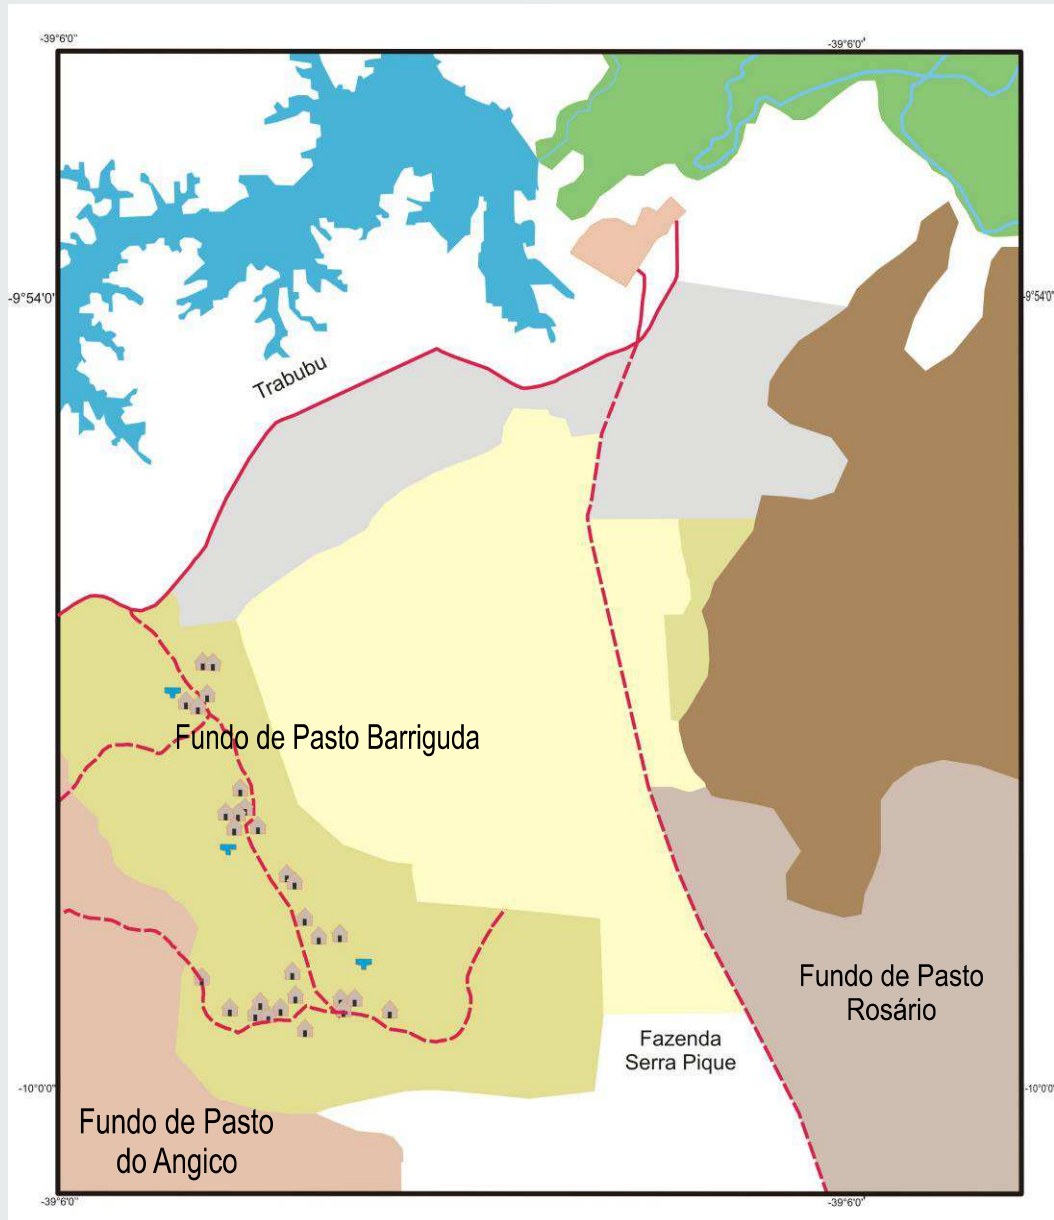 -39°6'0"
-39°6'0"
-9°54'0"
-9°54'0"
Trabubu
Fundo de Pasto Barriguda
Fundo de Pasto
Rosário
Fazenda
Serra Pique
-10°0'0"
-10°0'0"
Fundo de Pasto
do Angico
-39°6'0"
-39°6'0"